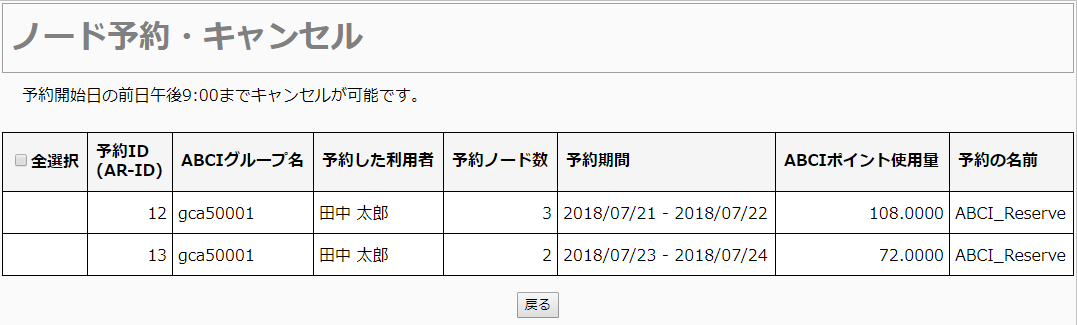 ノード予約・キャンセル
予約開始日の前日午後9:00までキャンセルが可能です。
全選択 予約ID (AR-ID) ABCIグループ名 予約した利用者 予約ノード数 予約期間 ABCIポイント使用量 予約の名前
12 gca50001 田中 太郎 3 2018/07/21 - 2018/07/22 108.0000 ABCI_Reserve
13 gca50001 田中 太郎 2 2018/07/23 - 2018/07/24 72.0000 ABCI_Reserve
戻る